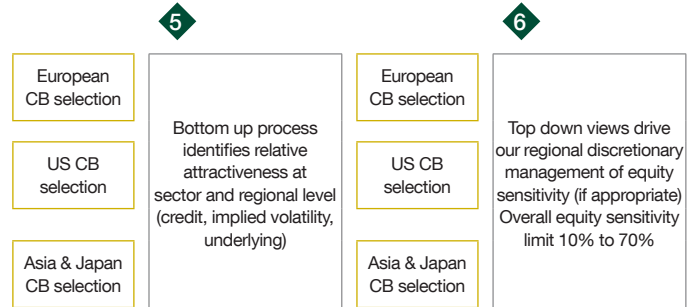 5
European
CB selection
US CB
selection
Asia & Japan
CB selection
Bottom up process
identifies relative
attractiveness at
sector and regional level
(credit, implied volatility,
underlying)
6
European
CB selection
US CB
selection
Asia & Japan
CB selection
Top down views drive
our regional discretionary
management of equity
sensitivity (if appropriate)
Overall equity sensitivity
limit 10% to 70%